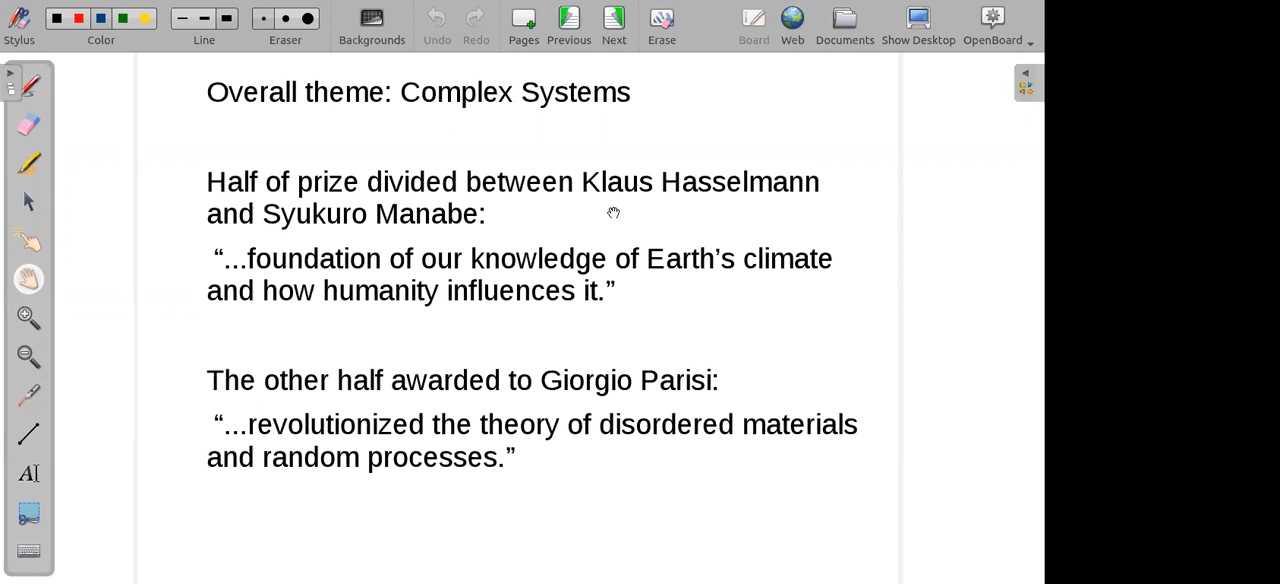 Stylus Color Line Eraser Backgrounds Undo Redo Pages Previous Next Erase Board Web Documents Show Desktop OpenBoard
Overall theme: Complex Systems
Half of prize divided between Klaus Hasselmann
and Syukuro Manabe:
“...foundation of our knowledge of Earth’s climate
and how humanity influences it.”
The other half awarded to Giorgio Parisi:
“...revolutionized the theory of disordered materials
and random processes.”
AI